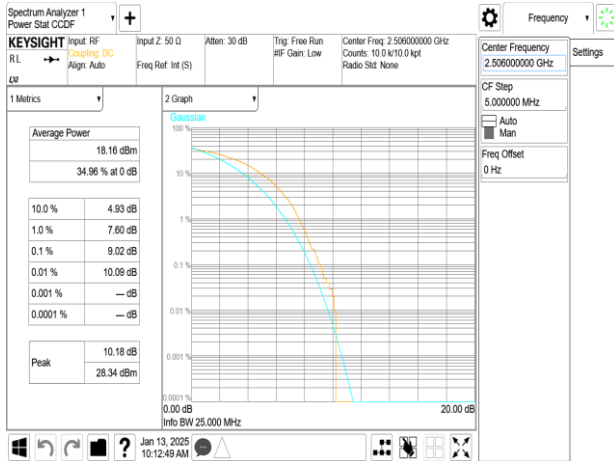 Spectrum Analyzer 1
Power Stat CCDF
KEYSIGHT
RL
LXI
Input: RF
Coupling: DC
Align: Auto
Input Z: 50 Ω
Freq Ref: Int (S)
Atten: 30 dB
Trig: Free Run
#IF Gain: Low
Center Freq: 2.506000000 GHz
Counts: 10.0 k/10.0 kpt
Radio Std: None
1 Metrics
Average Power
18.16 dBm
34.96 % at 0 dB
10.0 % 4.93 dB
1.0 % 7.60 dB
0.1 % 9.02 dB
0.01 % 10.09 dB
0.001 % --- dB
0.0001 % --- dB
Peak
10.18 dB
28.34 dBm
2 Graph
Gaussian
100 %
10 %
1 %
0.1 %
0.01 %
0.001 %
0.0001 %
0.00 dB 20.00 dB
Info BW 25.000 MHz
Frequency
Settings
Center Frequency
2.506000000 GHz
CF Step
5.000000 MHz
Auto
Man
Freq Offset
0 Hz
?
Jan 13, 2025
10:12:49 AM